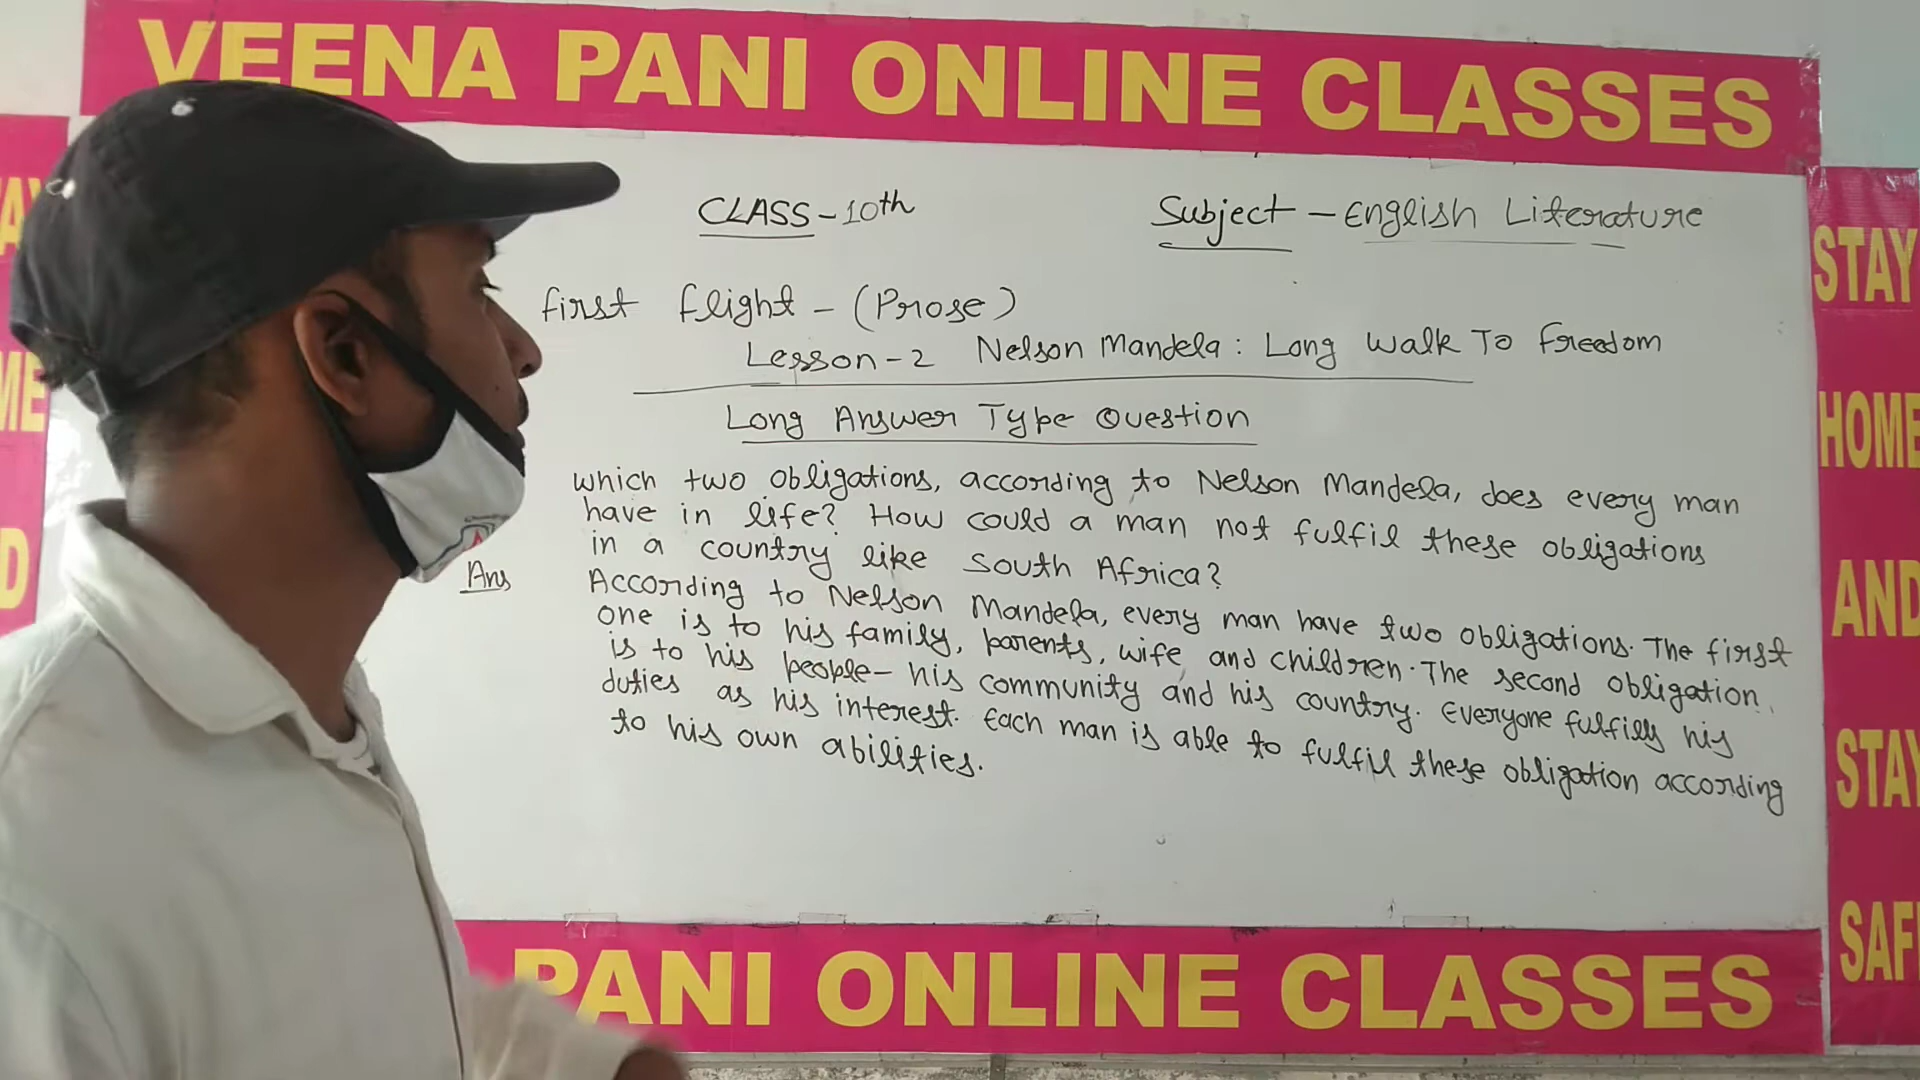 VEENA PANI ONLINE CLASSES
CLASS - 10th
Subject - English Literature
first flight - (Prose)
Lesson - 2 Nelson Mandela: Long Walk To freedom
Long Answer Type Question
which two obligations, according to Nelson Mandela, does every man
have in life? How could a man not fulfil these obligations
in a country like South Africa?
Ans According to Nelson Mandela, every man have two obligations. The first
one is to his family, parents, wife and children. The second obligation
is to his people - his community and his country. Everyone fulfills his
duties as his interest. Each man is able to fulfil these obligation according
to his own abilities.
PANI ONLINE CLASSES
STAY
HOME
AND
STAY
SAF